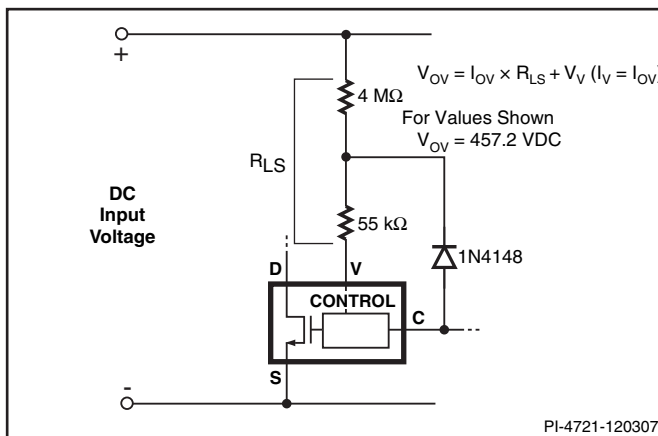 +
V_OV = I_OV × R_LS + V_V (I_V = I_OV)
4 MΩ
For Values Shown
V_OV = 457.2 VDC
R_LS
DC
Input
Voltage
55 kΩ
1N4148
D
V
CONTROL
C
S
-
PI-4721-120307